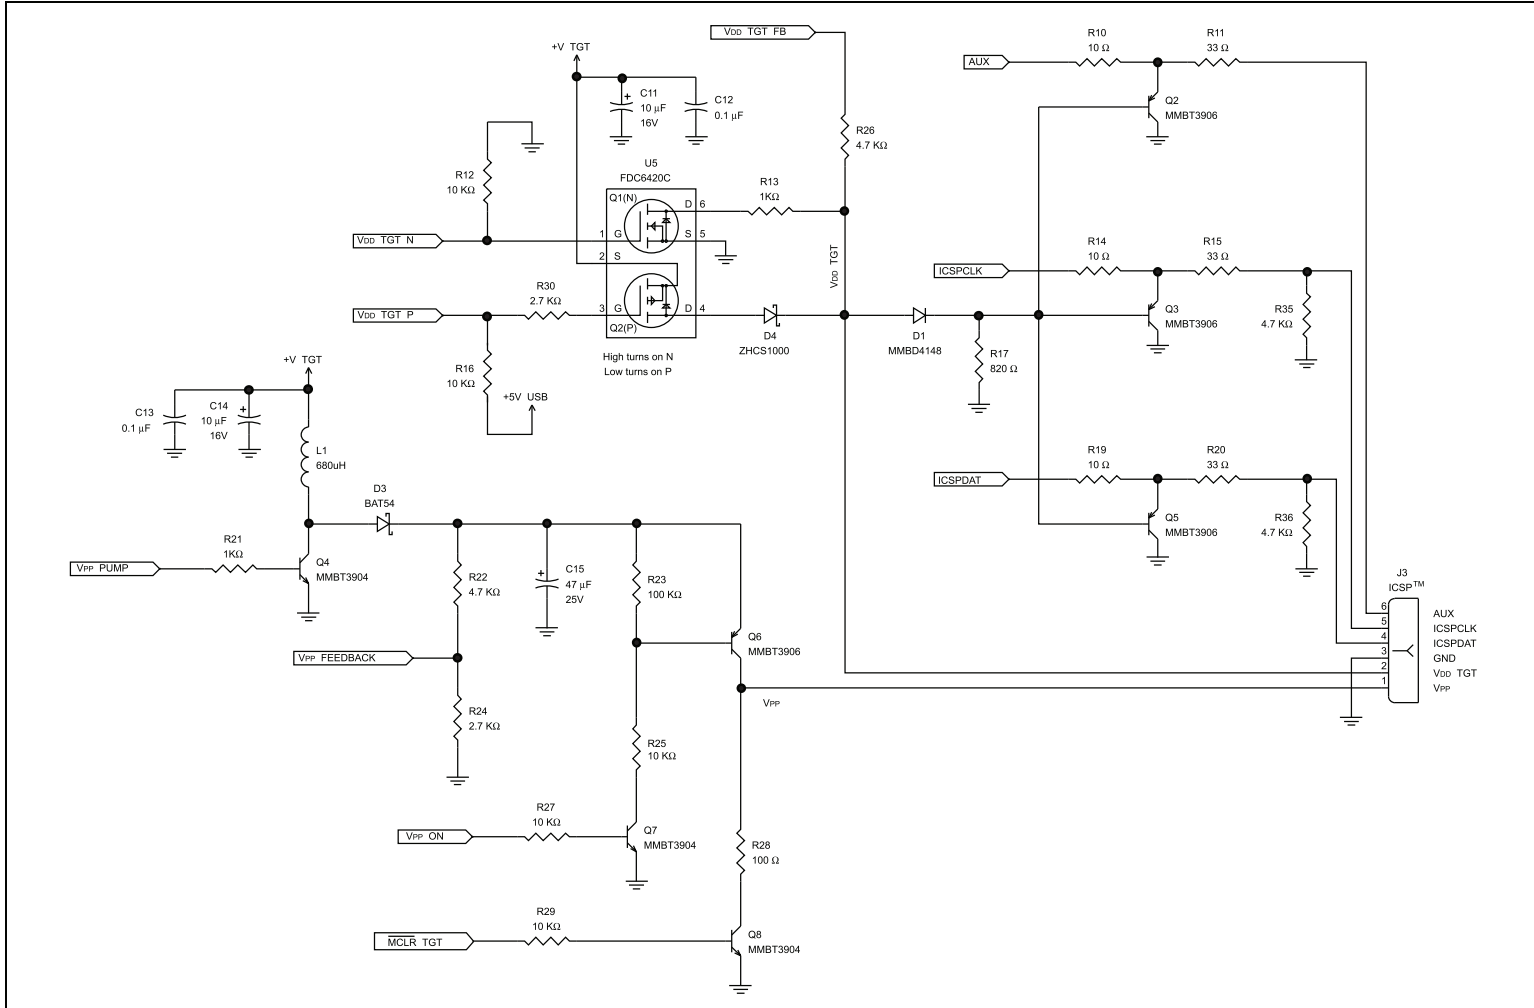 VDD TGT FB
+V TGT
C11
10 µF
16V
C12
0.1 µF
R10
10 Ω
R11
33 Ω
AUX
Q2
MMBT3906
R26
4.7 KΩ
R12
10 KΩ
U5
FDC6420C
Q1(N)
D 6
R13
1KΩ
VDD TGT N
1 G
S 5
2 S
VDD TGT
R14
10 Ω
R15
33 Ω
ICSPCLK
R30
2.7 KΩ
VDD TGT P
3 G
D 4
Q2(P)
Q3
MMBT3906
R35
4.7 KΩ
D4
ZHCS1000
D1
MMBD4148
R17
820 Ω
High turns on N
Low turns on P
R16
10 KΩ
+5V USB
+V TGT
C13
0.1 µF
C14
10 µF
16V
L1
680uH
R19
10 Ω
R20
33 Ω
ICSPDAT
Q5
MMBT3906
R36
4.7 KΩ
D3
BAT54
R21
1KΩ
VPP PUMP
Q4
MMBT3904
R22
4.7 KΩ
C15
47 µF
25V
R23
100 KΩ
Q6
MMBT3906
VPP FEEDBACK
R24
2.7 KΩ
J3
ICSP™
6 AUX
5 ICSPCLK
4 ICSPDAT
3 GND
2 VDD TGT
1 VPP
VPP
R25
10 KΩ
R27
10 KΩ
VPP ON
Q7
MMBT3904
R28
100 Ω
R29
10 KΩ
MCLR TGT
Q8
MMBT3904